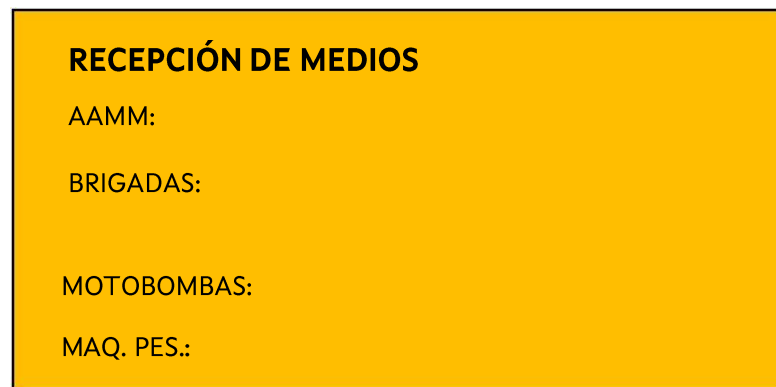 RECEPCIÓN DE MEDIOS
AAMM:
BRIGADAS:
MOTOBOMBAS:
MAQ. PES.: